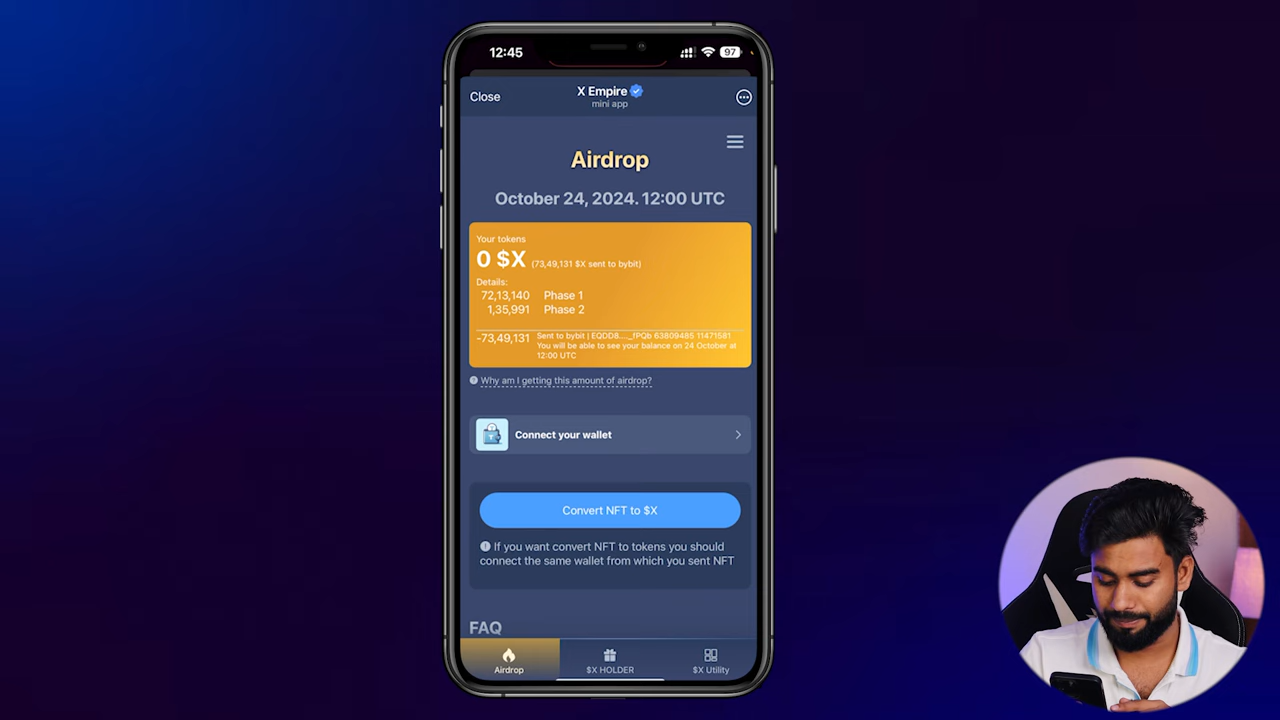 12:45
97
Close
X Empire
mini app
Airdrop
October 24, 2024. 12:00 UTC
Your tokens
0 $X (73,49,131 $X sent to bybit)
Details:
72,13,140 Phase 1
1,35,991 Phase 2
-73,49,131 Sent to bybit | EQDD8...._fPQb 63809485 11471581
You will be able to see your balance on 24 October at
12:00 UTC
Why am I getting this amount of airdrop?
Connect your wallet
Convert NFT to $X
If you want convert NFT to tokens you should
connect the same wallet from which you sent NFT
FAQ
Airdrop
$X HOLDER
$X Utility